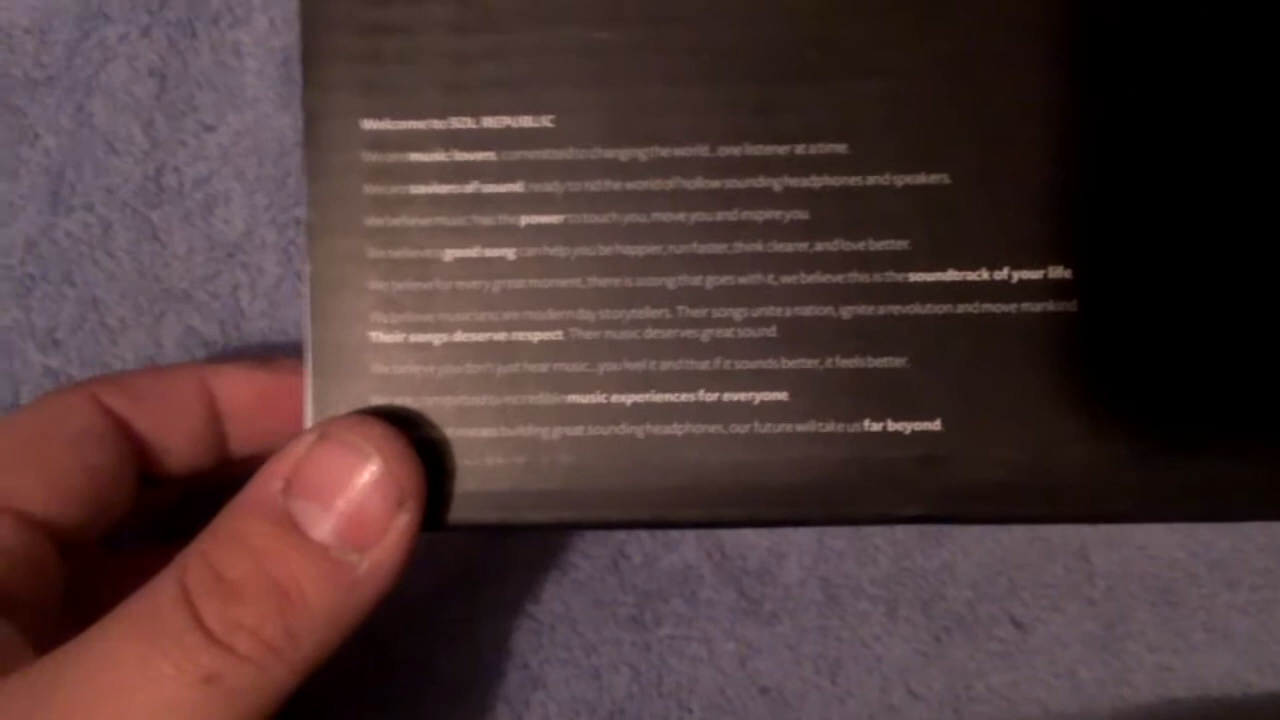 Welcome to SOL REPUBLIC
We are music lovers, committed to changing the world...one listener at a time.
We are saviors of sound, ready to rid the world of hollow sounding headphones and speakers.
We believe music has the power to touch you, move you and inspire you.
We believe a good song can help you be happier, run faster, think clearer, and love better.
We believe for every great moment, there is a song that goes with it, we believe this is the soundtrack of your life.
We believe musicians are modern day storytellers. Their songs unite a nation, ignite a revolution and move mankind.
Their songs deserve respect. Their music deserves great sound.
We believe you don't just hear music...you feel it and that if it sounds better, it feels better.
committed to incredible music experiences for everyone.
we are building great sounding headphones, our future will take us far beyond.